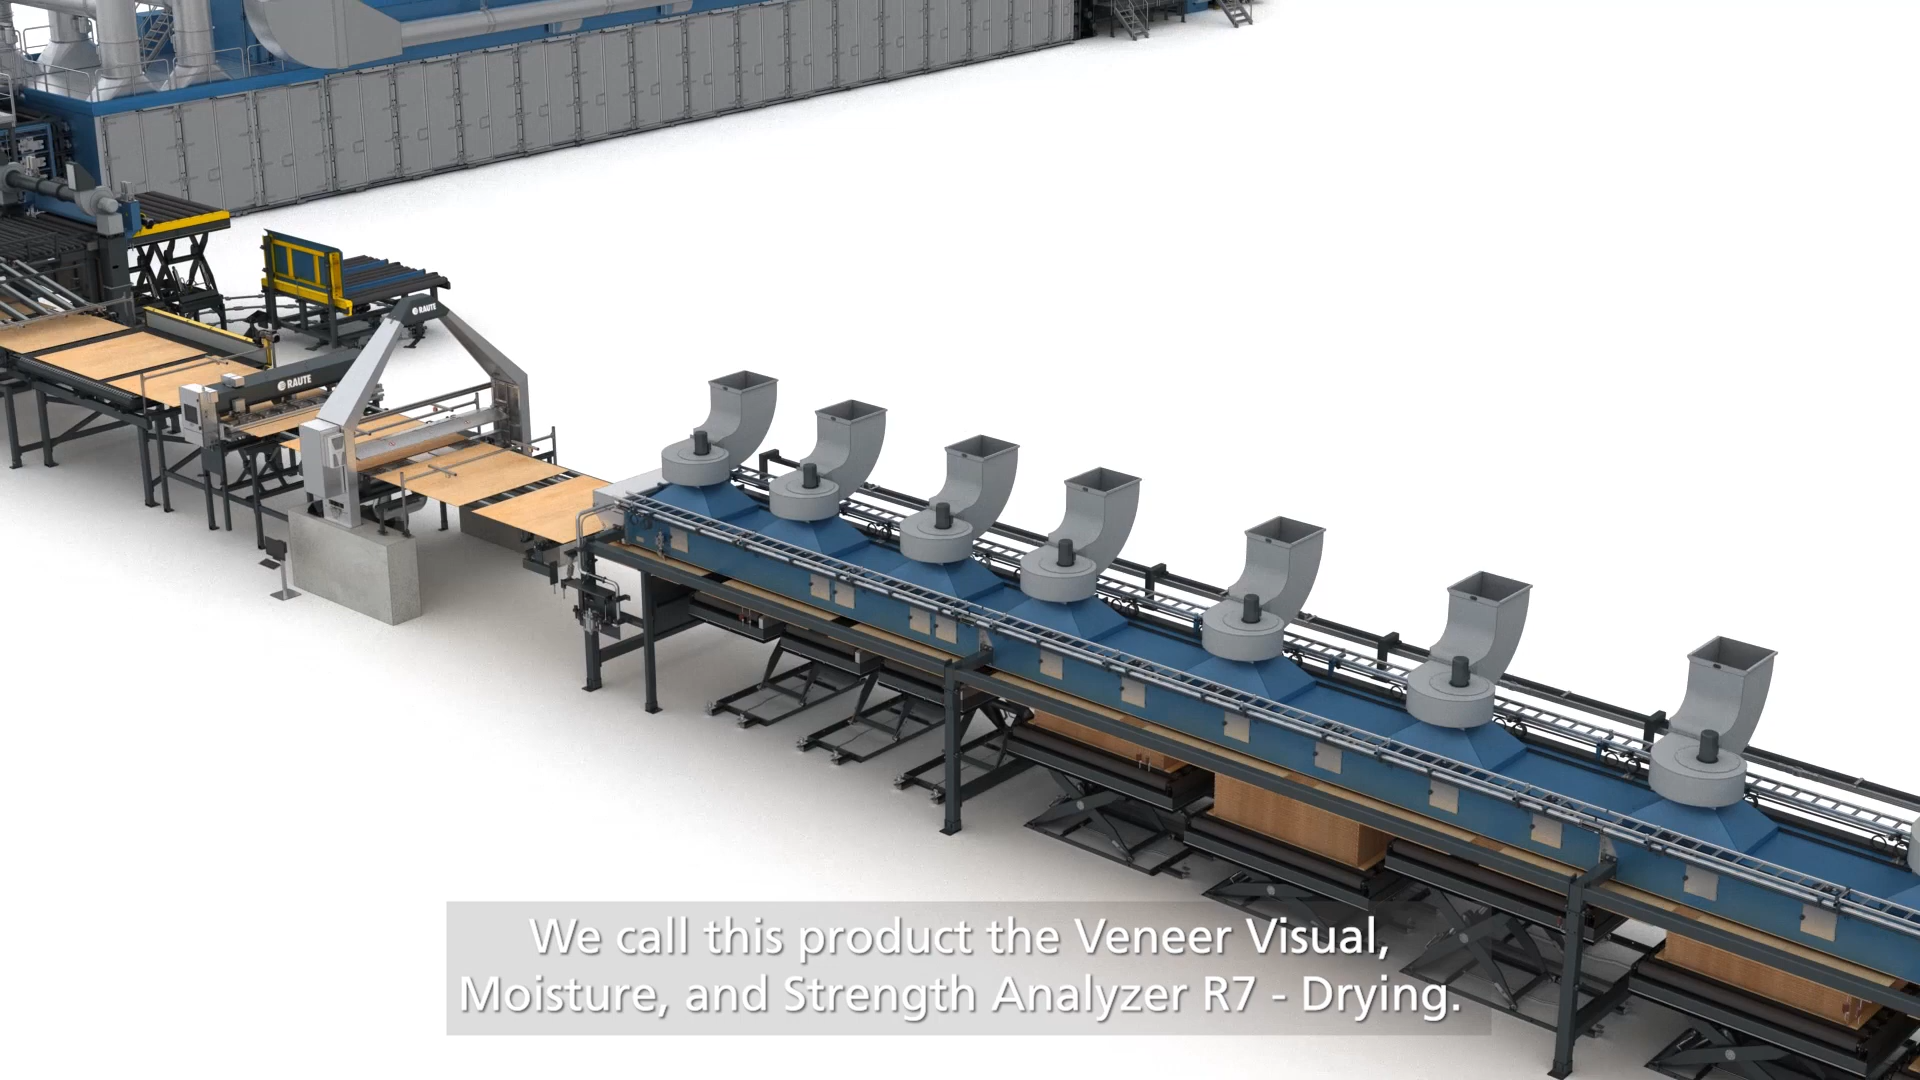 RAUTE
RAUTE
We call this product the Veneer Visual,
Moisture, and Strength Analyzer R7 - Drying.